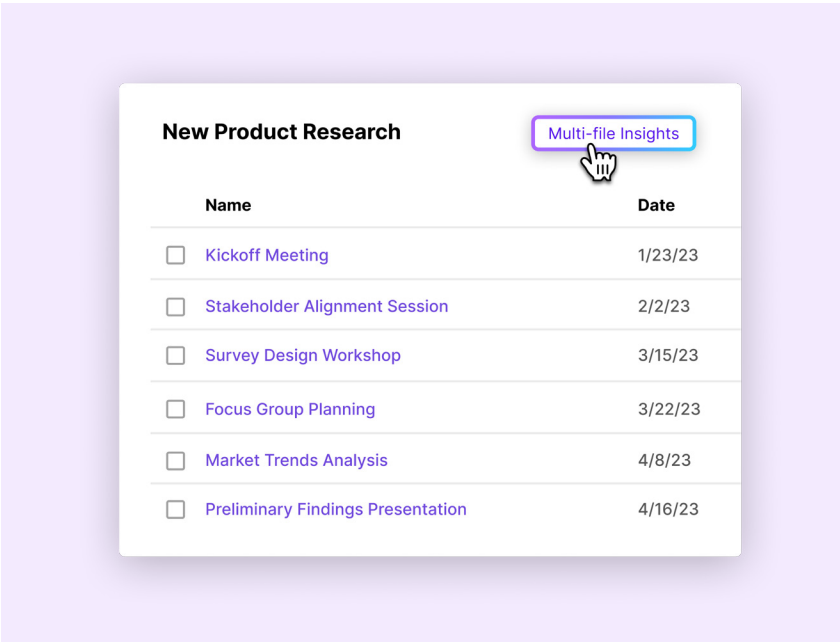 New Product Research
Multi-file Insights
Name Date
Kickoff Meeting 1/23/23
Stakeholder Alignment Session 2/2/23
Survey Design Workshop 3/15/23
Focus Group Planning 3/22/23
Market Trends Analysis 4/8/23
Preliminary Findings Presentation 4/16/23